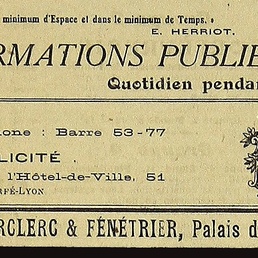 minimum d'Espace et dans le minimum de Temps. »
E. HERRIOT.
RMATIONS PUBLIE
Quotidien pendan
one : Barre 53-77
LICITÉ .
l'Hôtel-de-Ville, 51
RFÉ-LYON
RCLERC & FÉNÉTRIER, Palais d